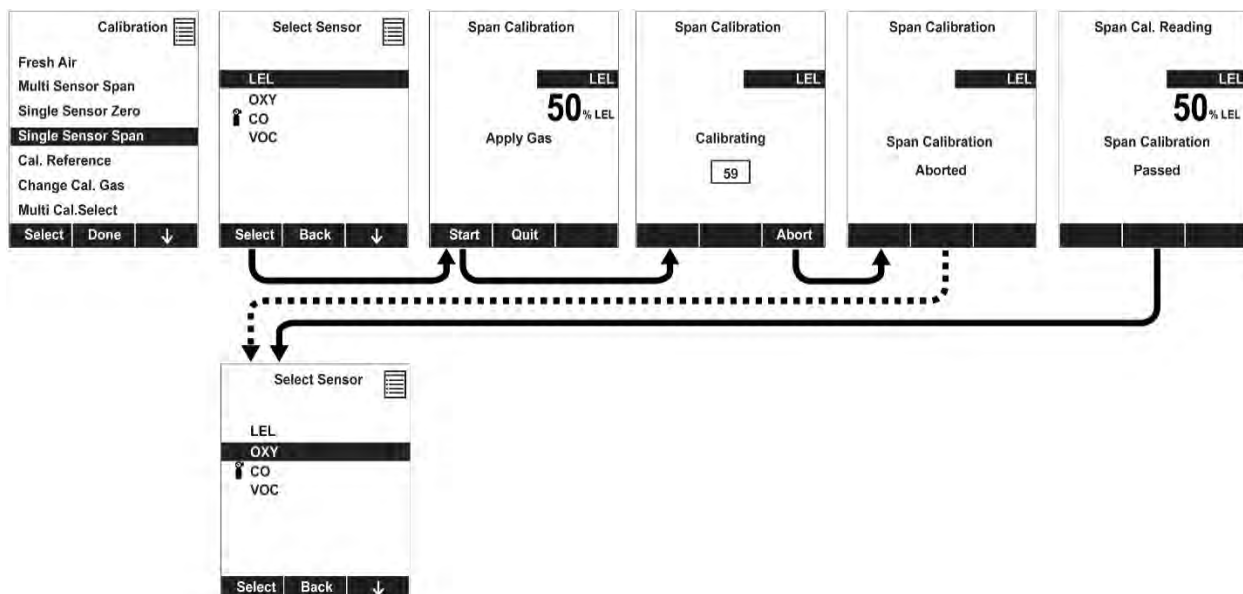 Calibration
Fresh Air
Multi Sensor Span
Single Sensor Zero
Single Sensor Span
Cal. Reference
Change Cal. Gas
Multi Cal.Select
Select Done ↓
Select Sensor
LEL
OXY
CO
VOC
Select Back ↓
Span Calibration
LEL
50% LEL
Apply Gas
Start Quit
Span Calibration
LEL
Calibrating
59
Abort
Span Calibration
LEL
Span Calibration
Aborted
Span Cal. Reading
LEL
50% LEL
Span Calibration
Passed
Select Sensor
LEL
OXY
CO
VOC
Select Back ↓